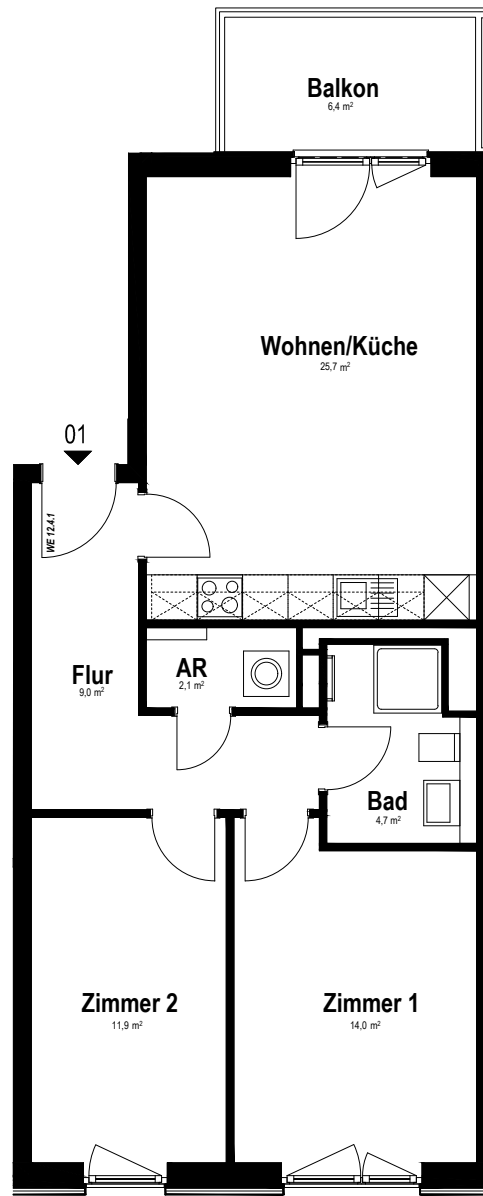 Balkon
6,4 m²
Wohnen/Küche
25,7 m²
01
WE 12.4.1
Flur
9,0 m²
AR
2,1 m²
Bad
4,7 m²
Zimmer 2
11,9 m²
Zimmer 1
14,0 m²